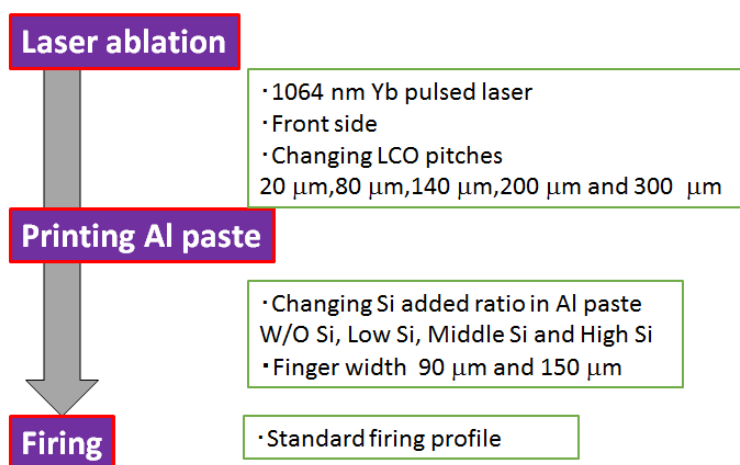 Laser ablation
・1064 nm Yb pulsed laser
・Front side
・Changing LCO pitches
20 μm,80 μm,140 μm,200 μm and 300 μm
Printing Al paste
・Changing Si added ratio in Al paste
W/O Si, Low Si, Middle Si and High Si
・Finger width 90 μm and 150 μm
Firing
・Standard firing profile